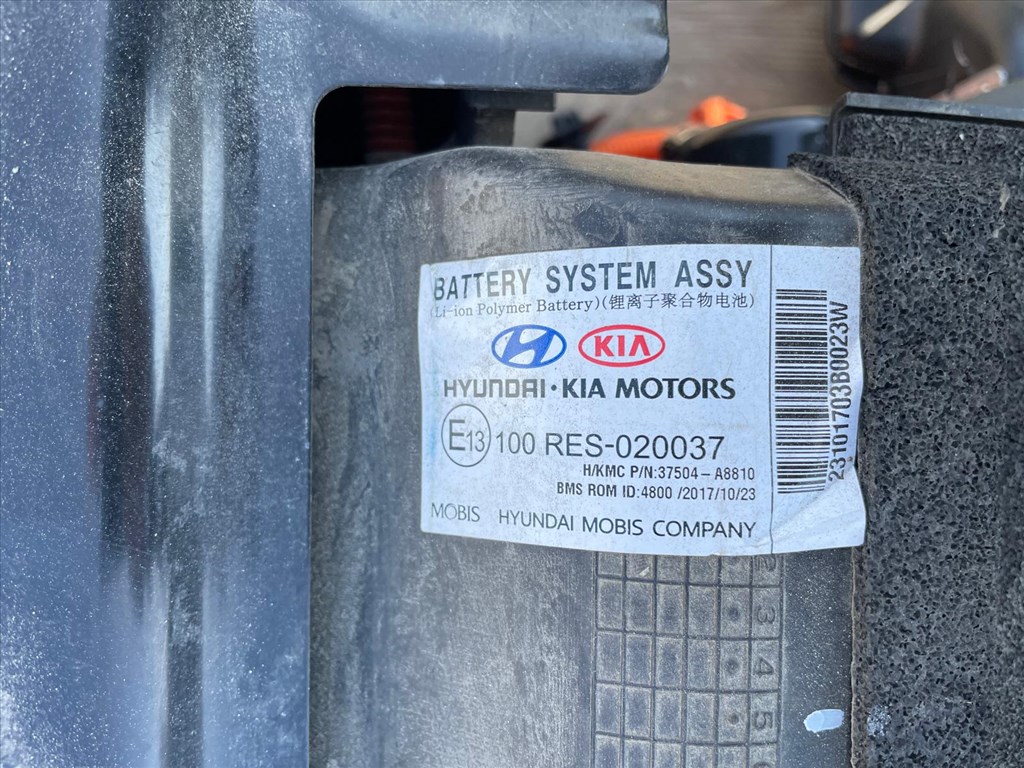 BATTERY SYSTEM ASSY
(Li-ion Polymer Battery)(锂离子聚合物电池)
KIA
HYUNDAI·KIA MOTORS
E13 100 RES-020037
H/KMC P/N:37504-A8810
BMS ROM ID:4800 /2017/10/23
MOBIS HYUNDAI MOBIS COMPANY
23101703B0023W
3
4
5